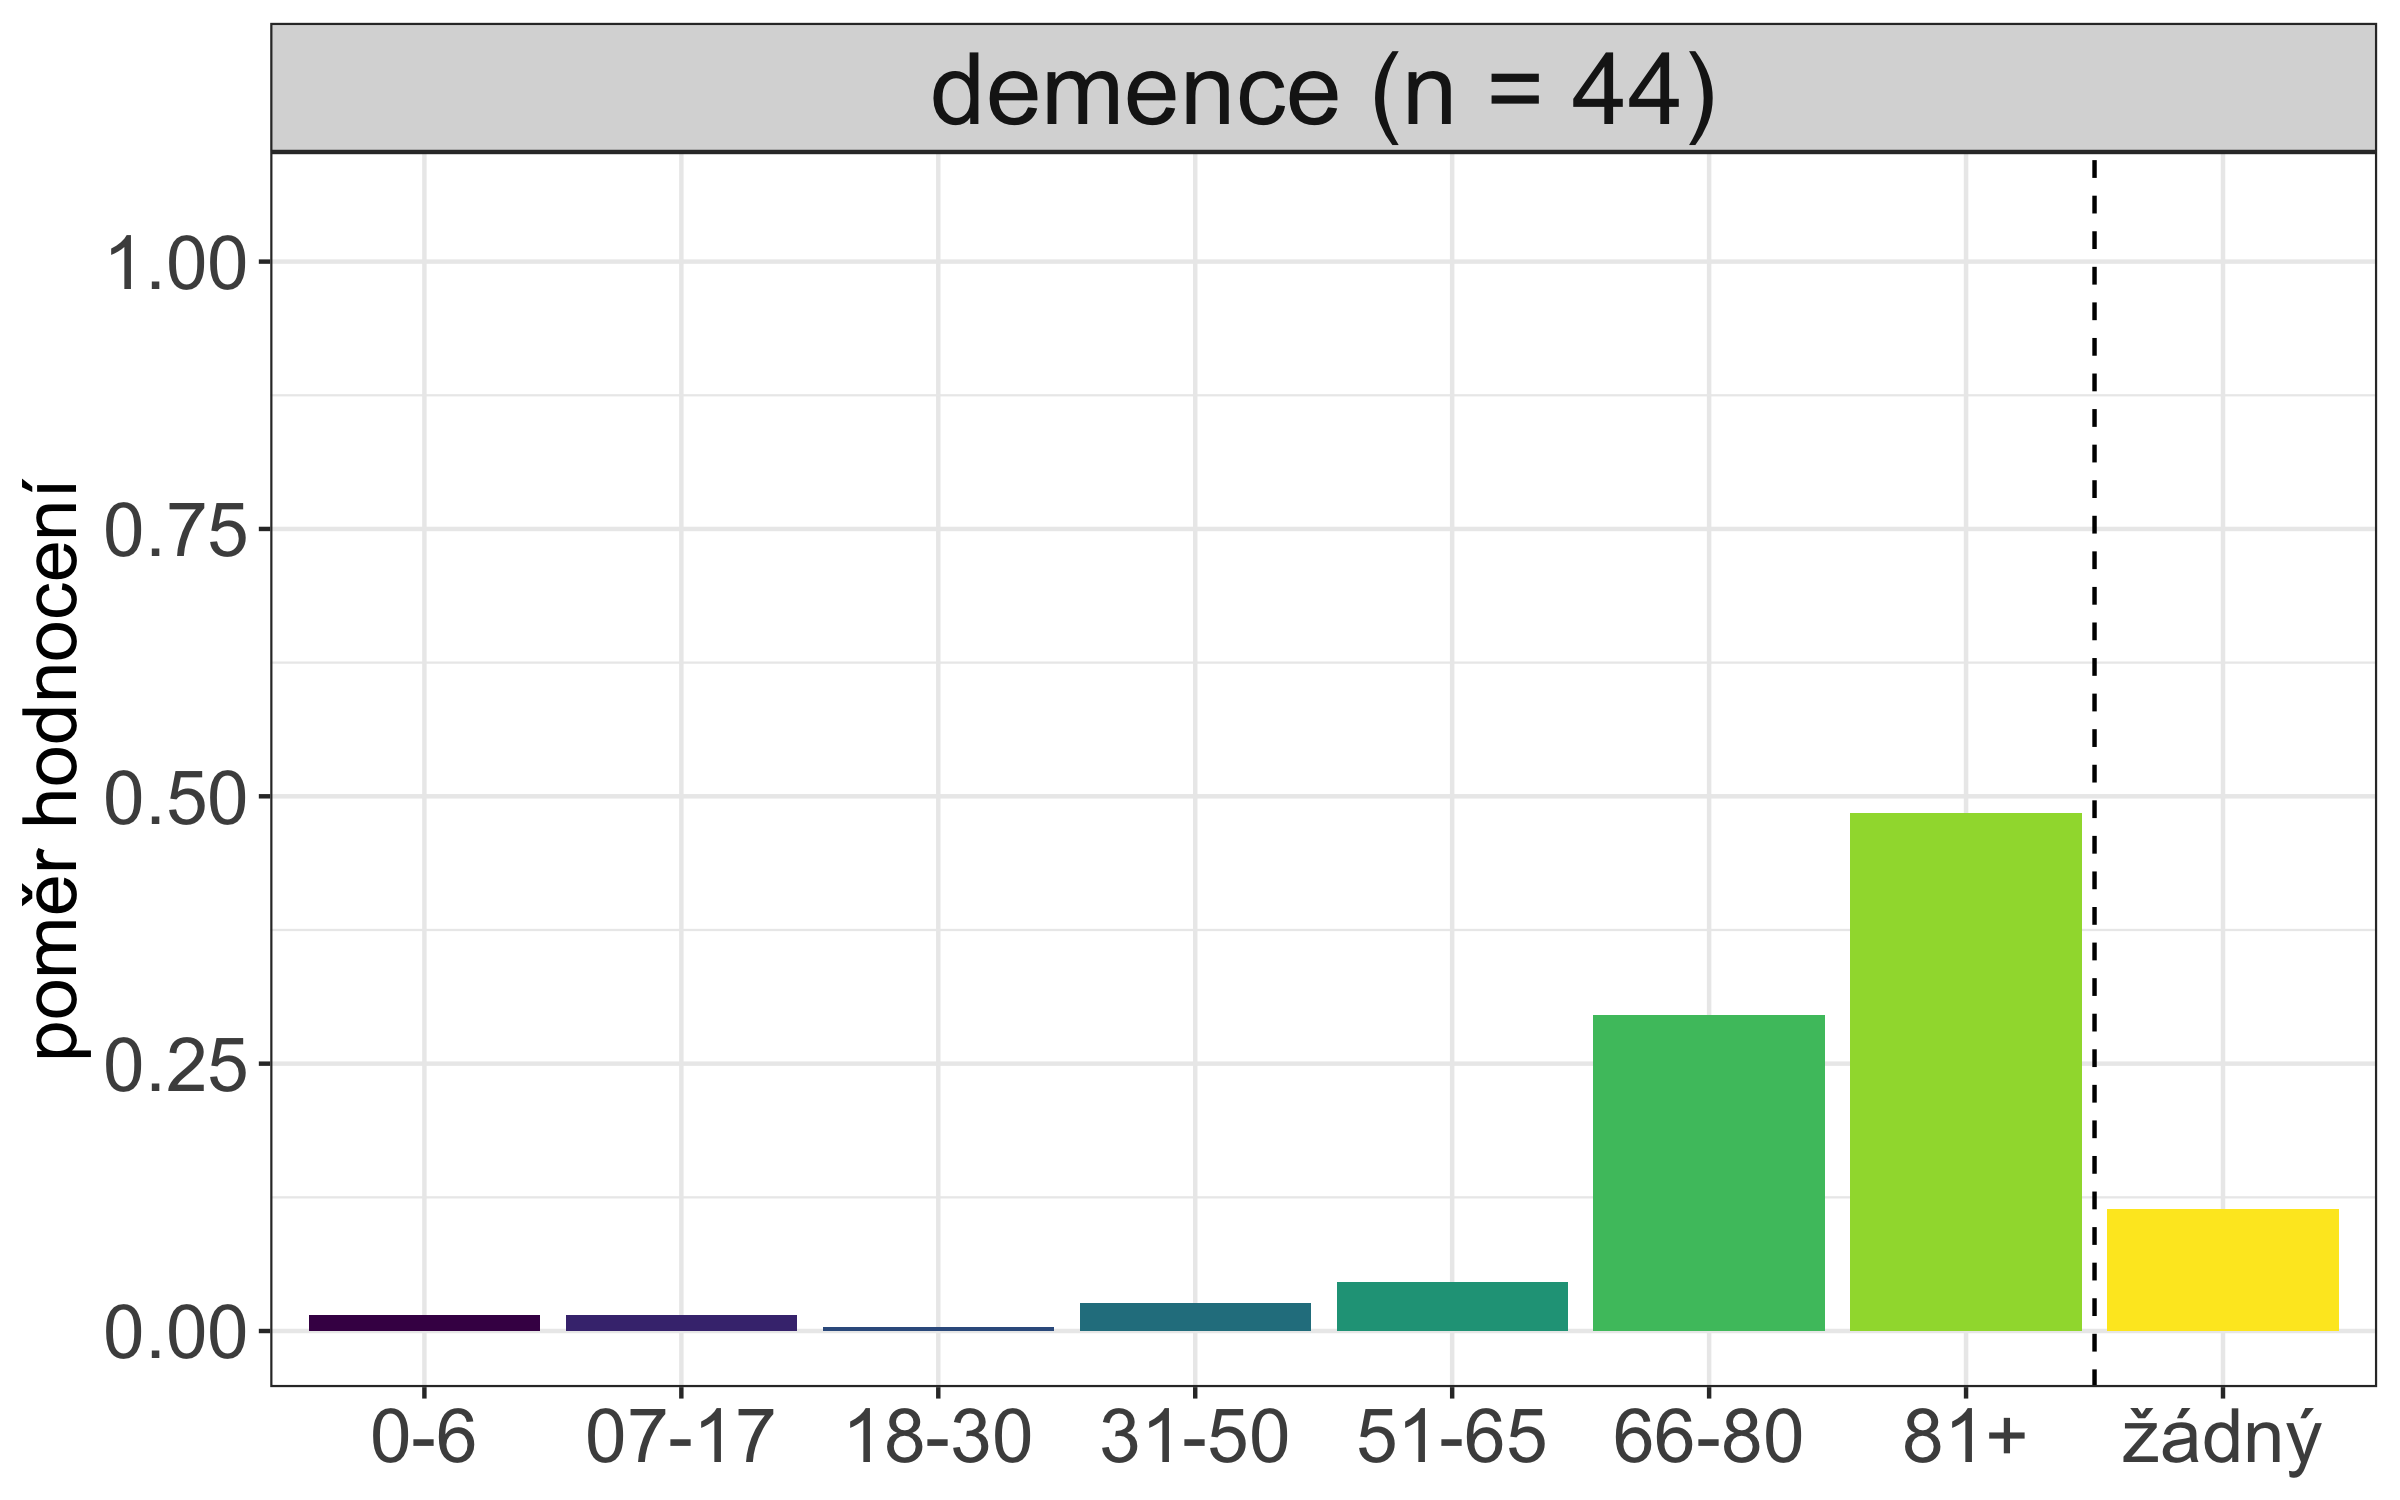 demence (n = 44)
poměr hodnocení
1.00
0.75
0.50
0.25
0.00
0-6 07-17 18-30 31-50 51-65 66-80 81+ žádný